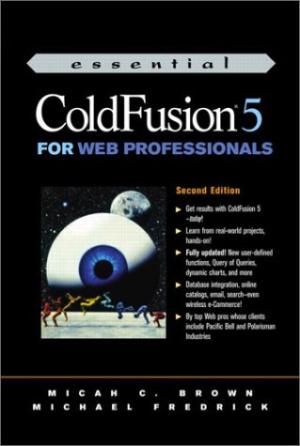 essential
ColdFusion® 5
FOR WEB PROFESSIONALS
Second Edition
Get results with ColdFusion 5
–today!
Learn from real-world projects,
hands-on!
Fully updated! New user-defined
functions, Query of Queries,
dynamic charts, and more
Database integration, online
catalogs, email, search–even
wireless e-Commerce!
By top Web pros whose clients
include Pacific Bell and Polarisman
Industries
MICAH C. BROWN
MICHAEL FREDRICK